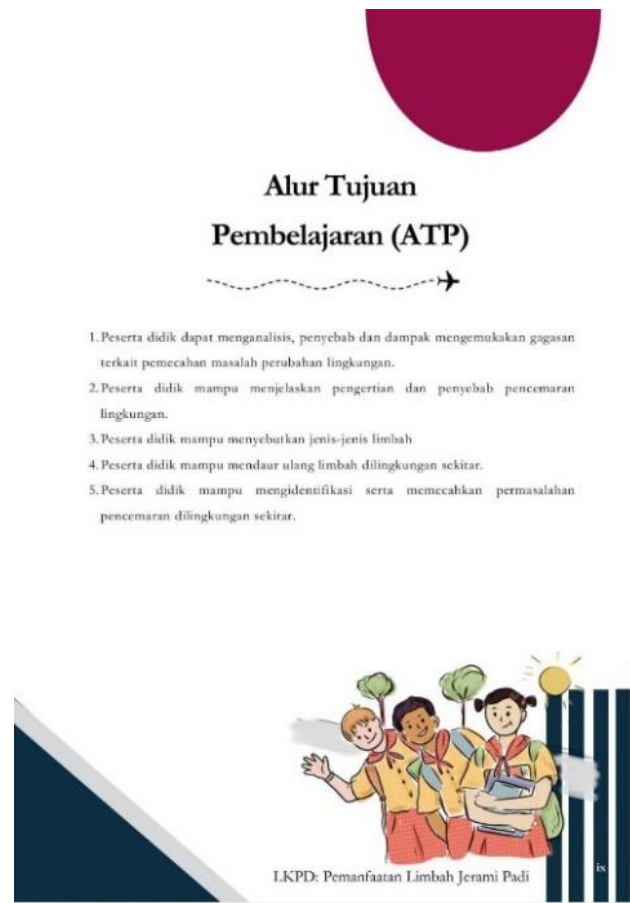 Alur Tujuan
Pembelajaran (ATP)
1. Peserta didik dapat menganalisis, penyebab dan dampak mengemukakan gagasan
terkait pemecahan masalah perubahan lingkungan.
2. Peserta didik mampu menjelaskan pengertian dan penyebab pencemaran
lingkungan.
3. Peserta didik mampu menyebutkan jenis-jenis limbah
4. Peserta didik mampu mendaur ulang limbah dilingkungan sekitar.
5. Peserta didik mampu mengidentifikasi serta memecahkan permasalahan
pencemaran dilingkungan sekitar.
LKPD: Pemanfaatan Limbah Jerami Padi
ix